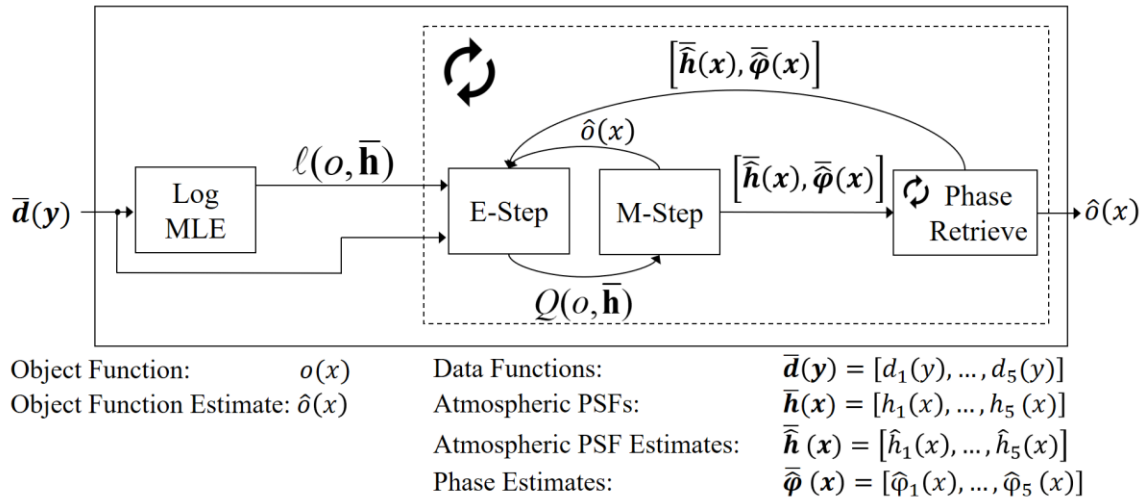 [h̅̂(x), φ̅̂(x)]
ô(x)
ℓ(o, h̅)
[h̅̂(x), φ̅̂(x)]
d̅(y)
Log
MLE
E-Step
M-Step
Phase
Retrieve
ô(x)
Q(o, h̅)
Object Function: o(x)
Object Function Estimate: ô(x)
Data Functions: d̅(y) = [d₁(y), ..., d₅(y)]
Atmospheric PSFs: h̅(x) = [h₁(x), ..., h₅ (x)]
Atmospheric PSF Estimates: h̅̂ (x) = [ĥ₁(x), ..., ĥ₅(x)]
Phase Estimates: φ̅̂ (x) = [φ̂₁(x), ..., φ̂₅ (x)]